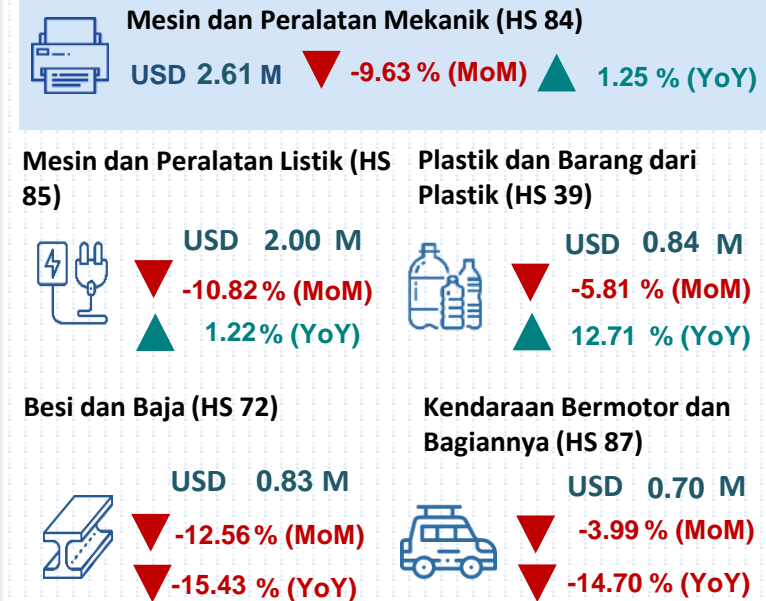 Mesin dan Peralatan Mekanik (HS 84)
USD 2.61 M -9.63 % (MoM) 1.25 % (YoY)
Mesin dan Peralatan Listik (HS
85)
USD 2.00 M
-10.82 % (MoM)
1.22 % (YoY)
Plastik dan Barang dari
Plastik (HS 39)
USD 0.84 M
-5.81 % (MoM)
12.71 % (YoY)
Besi dan Baja (HS 72)
USD 0.83 M
-12.56 % (MoM)
-15.43 % (YoY)
Kendaraan Bermotor dan
Bagiannya (HS 87)
USD 0.70 M
-3.99 % (MoM)
-14.70 % (YoY)